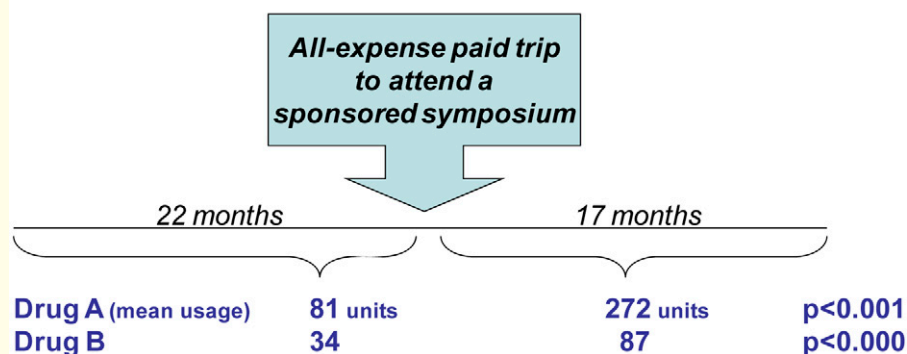 All-expense paid trip
to attend a
sponsored symposium
22 months 17 months
Drug A (mean usage) 81 units 272 units p<0.001
Drug B 34 87 p<0.000